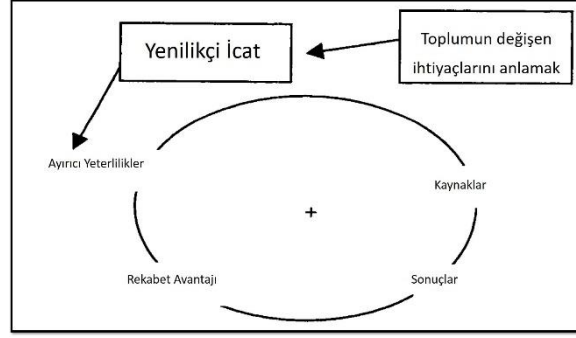 Yenilikçi İcat
Toplumun değişen
ihtiyaçlarını anlamak
Ayırıcı Yeterlilikler
Kaynaklar
+
Rekabet Avantajı
Sonuçlar